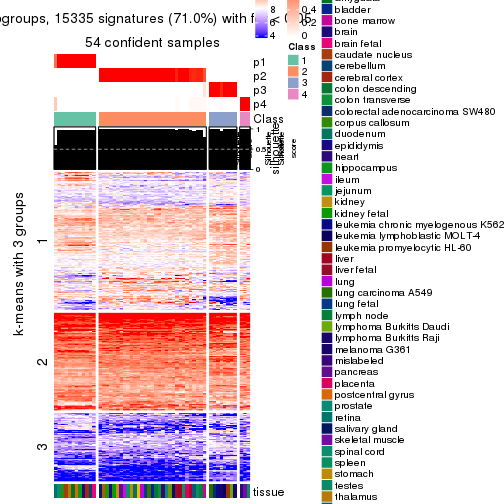 groups, 15335 signatures (71.0%) with f
54 confident samples
p1
p2
p3
p4
Class
1
0.5
0
silhouette
score
k-means with 3 groups
1
2
3
tissue
8
6
4
0.4
0.2
0
Class
1
2
3
4
bladder
bone marrow
brain
brain fetal
caudate nucleus
cerebellum
cerebral cortex
colon descending
colon transverse
colorectal adenocarcinoma SW480
corpus callosum
duodenum
epididymis
heart
hippocampus
ileum
jejunum
kidney
kidney fetal
leukemia chronic myelogenous K562
leukemia lymphoblastic MOLT-4
leukemia promyelocytic HL-60
liver
liver fetal
lung
lung carcinoma A549
lung fetal
lymph node
lymphoma Burkitts Daudi
lymphoma Burkitts Raji
melanoma G361
mislabeled
pancreas
placenta
postcentral gyrus
prostate
retina
salivary gland
skeletal muscle
spinal cord
spleen
stomach
testes
thalamus